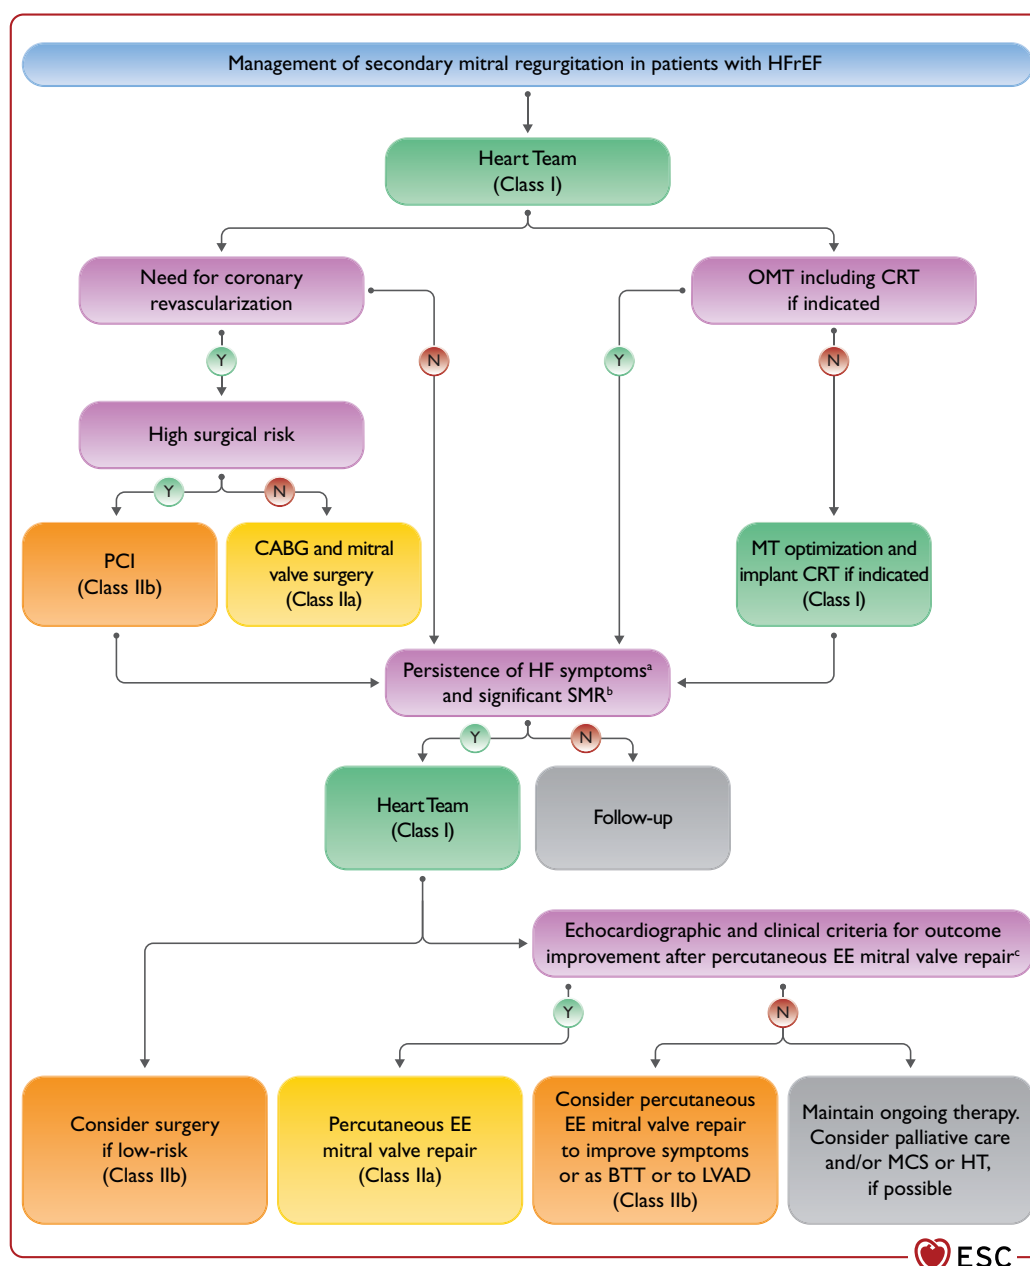 Management of secondary mitral regurgitation in patients with HFrEF
Heart Team
(Class I)
Need for coronary
revascularization
OMT including CRT
if indicated
N
Y
Y
N
High surgical risk
Y
N
PCI
(Class IIb)
CABG and mitral
valve surgery
(Class IIa)
MT optimization and
implant CRT if indicated
(Class I)
Persistence of HF symptomsᵃ
and significant SMRᵇ
Y
N
Heart Team
(Class I)
Follow-up
Echocardiographic and clinical criteria for outcome
improvement after percutaneous EE mitral valve repairᶜ
Y
N
Consider surgery
if low-risk
(Class IIb)
Percutaneous EE
mitral valve repair
(Class IIa)
Consider percutaneous
EE mitral valve repair
to improve symptoms
or as BTT or to LVAD
(Class IIb)
Maintain ongoing therapy.
Consider palliative care
and/or MCS or HT,
if possible
ESC